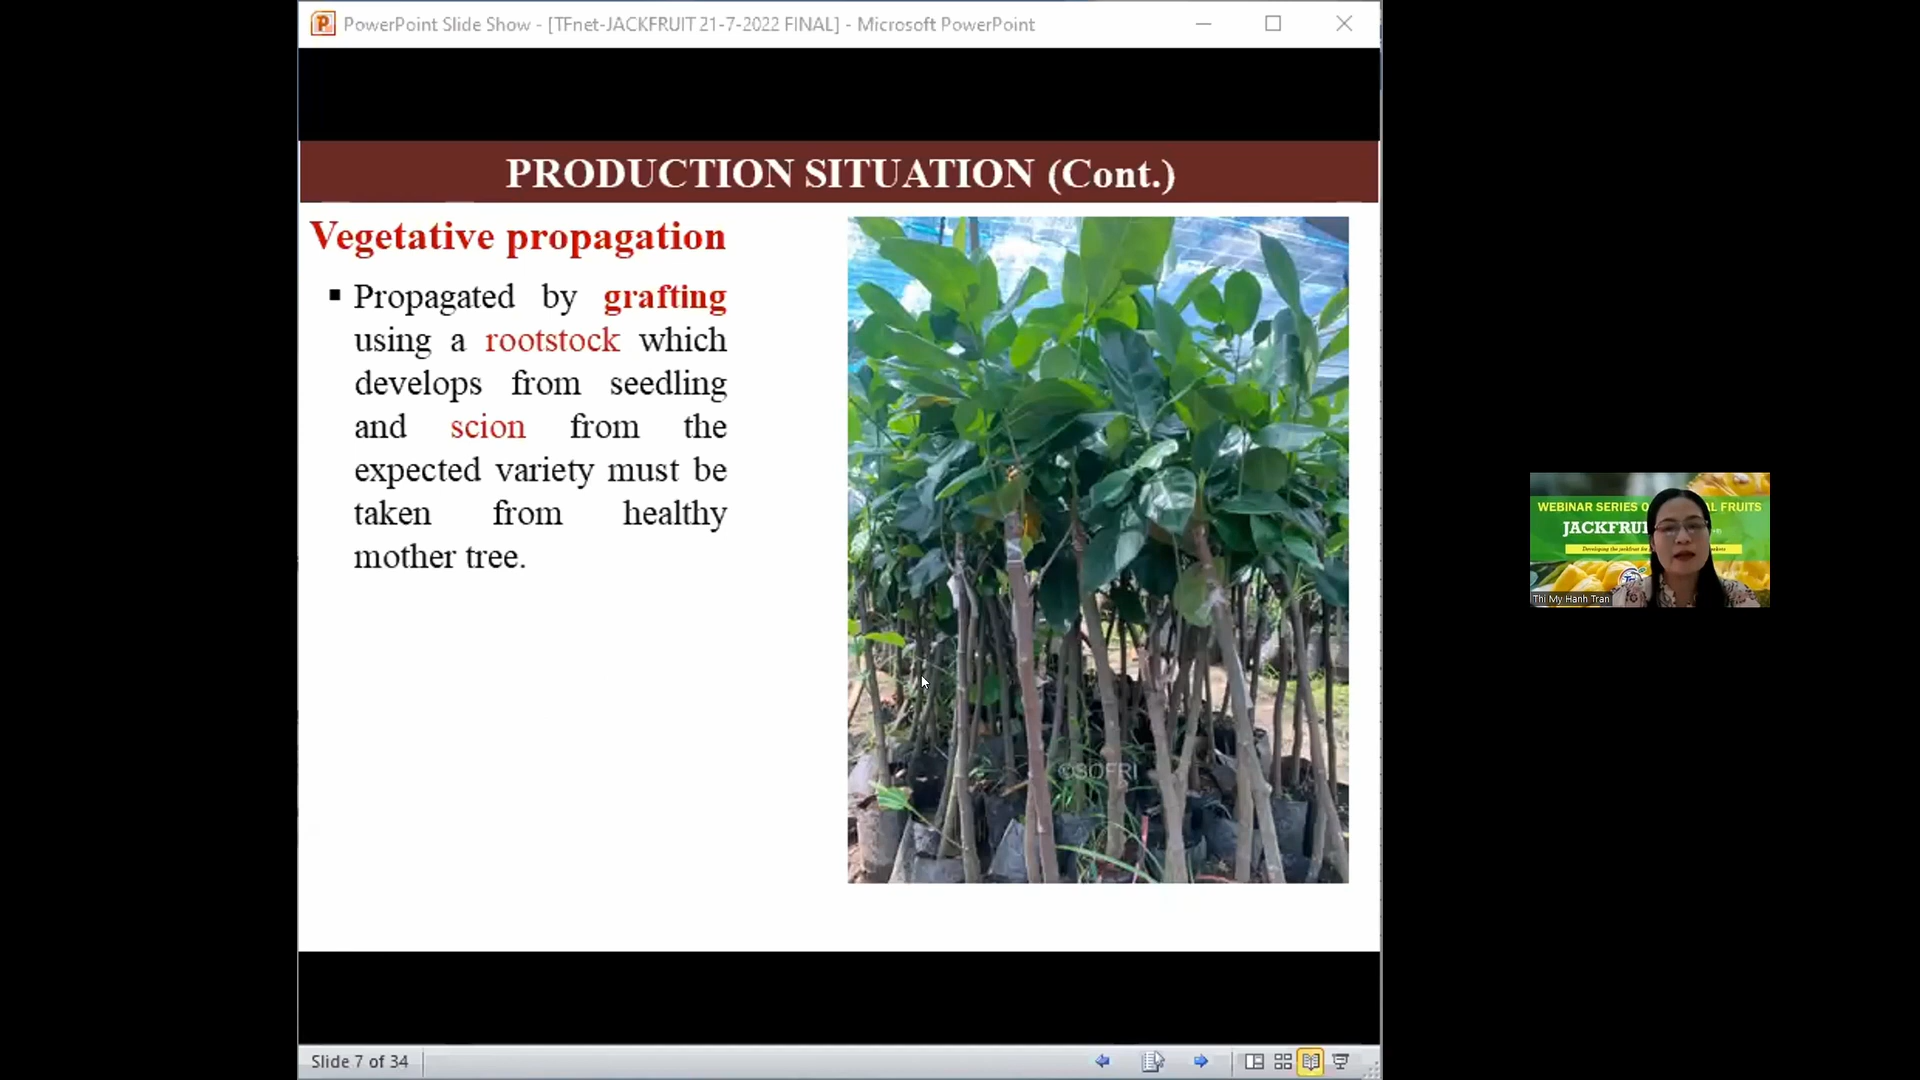 PowerPoint Slide Show - [TFnet-JACKFRUIT 21-7-2022 FINAL] - Microsoft PowerPoint
PRODUCTION SITUATION (Cont.)
Vegetative propagation
▪ Propagated by grafting
using a rootstock which
develops from seedling
and scion from the
expected variety must be
taken from healthy
mother tree.
©SOFRI
WEBINAR SERIES
FRUITS
Developing the jackfruit for
Thi My Hanh Tran
Slide 7 of 34